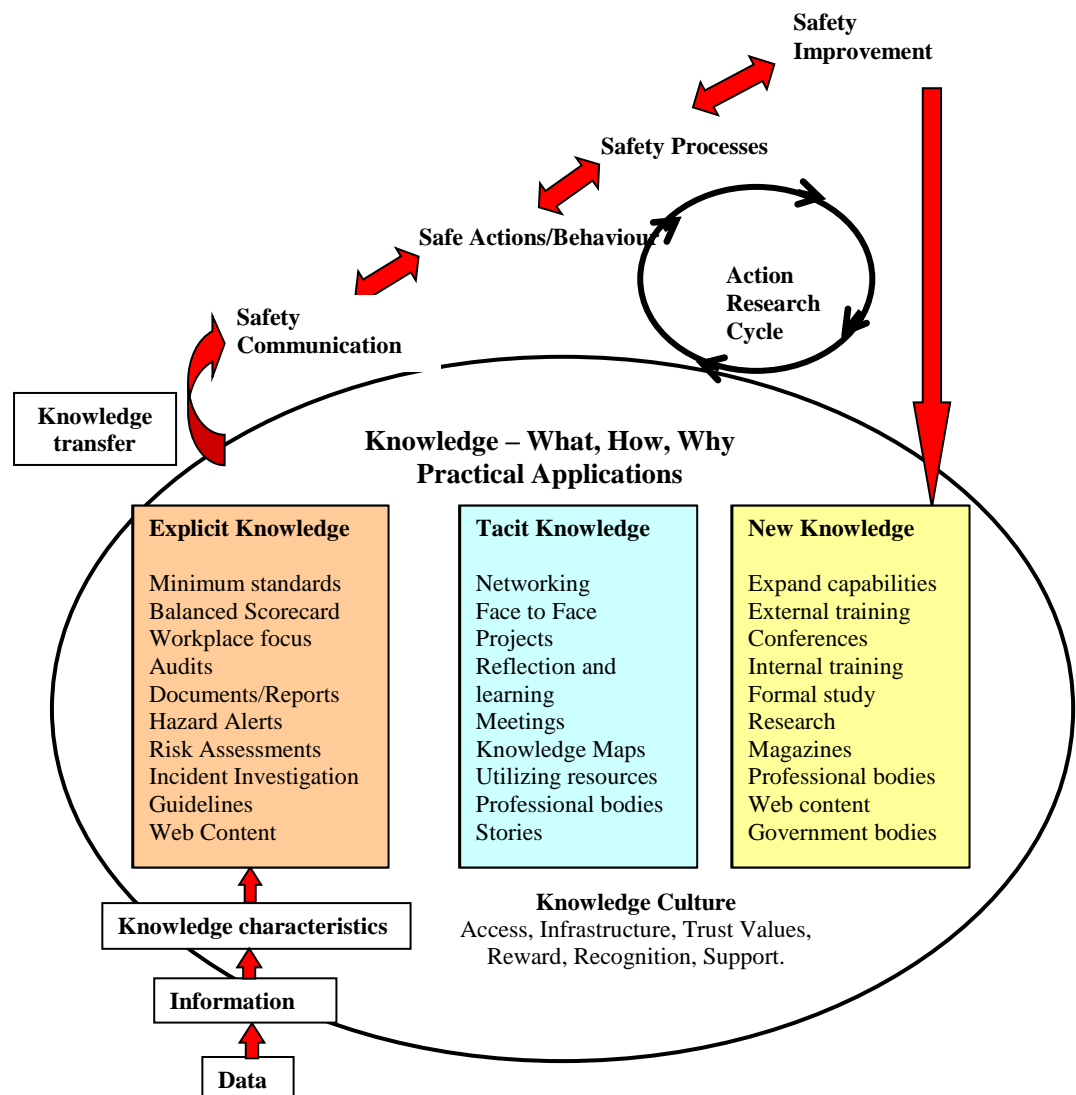 Safety
Improvement
Safety Processes
Safe Actions/Behaviour
Action
Research
Cycle
Safety
Communication
Knowledge
transfer
Knowledge – What, How, Why
Practical Applications
Explicit Knowledge
Minimum standards
Balanced Scorecard
Workplace focus
Audits
Documents/Reports
Hazard Alerts
Risk Assessments
Incident Investigation
Guidelines
Web Content
Tacit Knowledge
Networking
Face to Face
Projects
Reflection and
learning
Meetings
Knowledge Maps
Utilizing resources
Professional bodies
Stories
New Knowledge
Expand capabilities
External training
Conferences
Internal training
Formal study
Research
Magazines
Professional bodies
Web content
Government bodies
Knowledge Culture
Access, Infrastructure, Trust Values,
Reward, Recognition, Support.
Knowledge characteristics
Information
Data